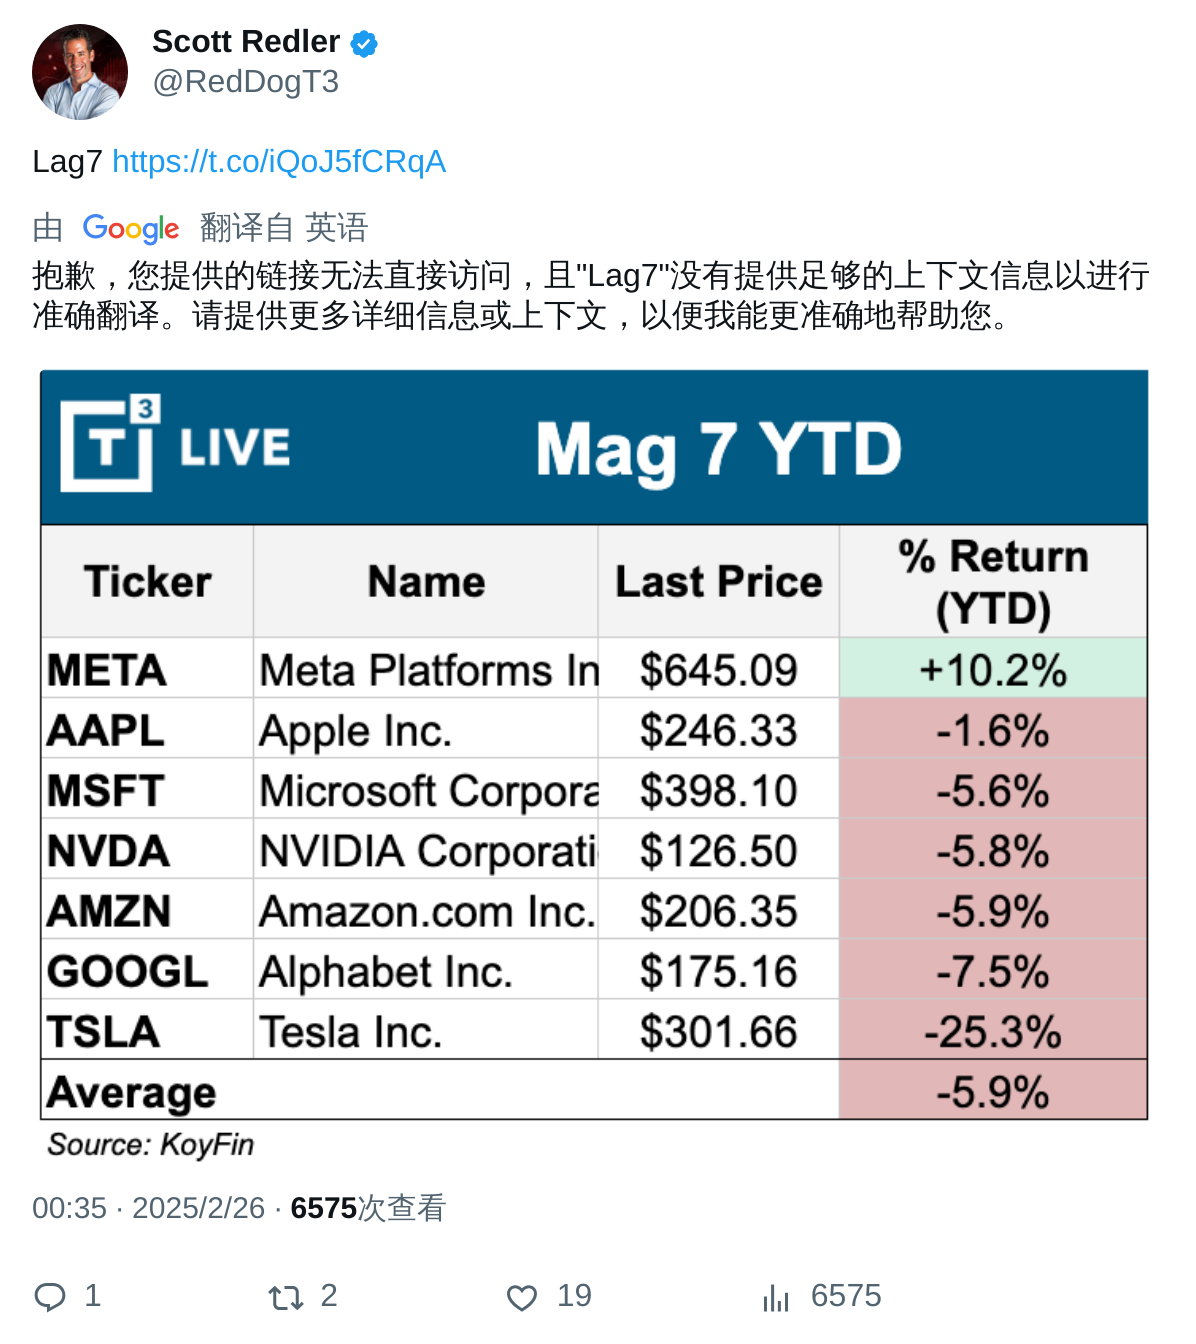 Scott Redler
@RedDogT3
Lag7 https://t.co/iQoJ5fCRqA
由 Google 翻译自 英语
抱歉，您提供的链接无法直接访问，且"Lag7"没有提供足够的上下文信息以进行
准确翻译。请提供更多详细信息或上下文，以便我能更准确地帮助您。
T3 LIVE Mag 7 YTD
Ticker Name Last Price % Return (YTD)
META Meta Platforms In $645.09 +10.2%
AAPL Apple Inc. $246.33 -1.6%
MSFT Microsoft Corpora $398.10 -5.6%
NVDA NVIDIA Corporati $126.50 -5.8%
AMZN Amazon.com Inc. $206.35 -5.9%
GOOGL Alphabet Inc. $175.16 -7.5%
TSLA Tesla Inc. $301.66 -25.3%
Average -5.9%
Source: KoyFin
00:35 · 2025/2/26 · 6575次查看
1 2 19 6575